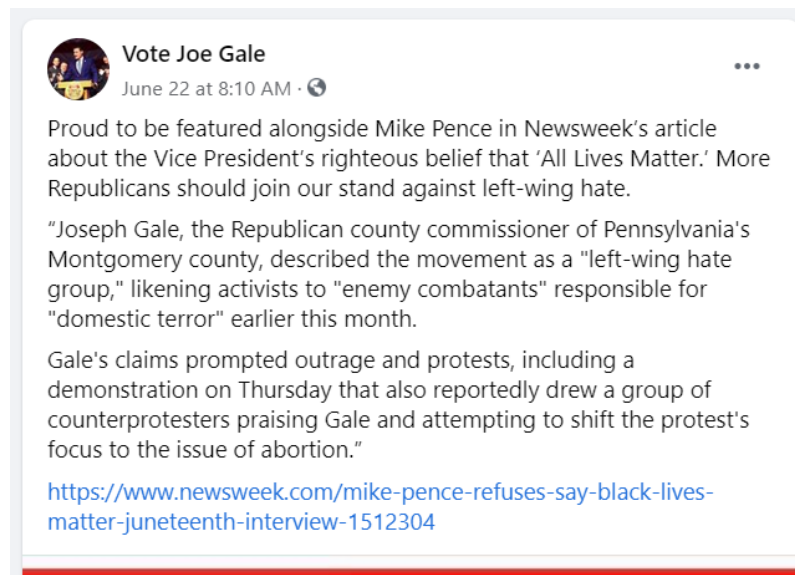 Vote Joe Gale
June 22 at 8:10 AM ·
Proud to be featured alongside Mike Pence in Newsweek’s article
about the Vice President’s righteous belief that ‘All Lives Matter.’ More
Republicans should join our stand against left-wing hate.
“Joseph Gale, the Republican county commissioner of Pennsylvania's
Montgomery county, described the movement as a "left-wing hate
group," likening activists to "enemy combatants" responsible for
"domestic terror" earlier this month.
Gale's claims prompted outrage and protests, including a
demonstration on Thursday that also reportedly drew a group of
counterprotesters praising Gale and attempting to shift the protest's
focus to the issue of abortion.”
https://www.newsweek.com/mike-pence-refuses-say-black-lives-
matter-juneteenth-interview-1512304